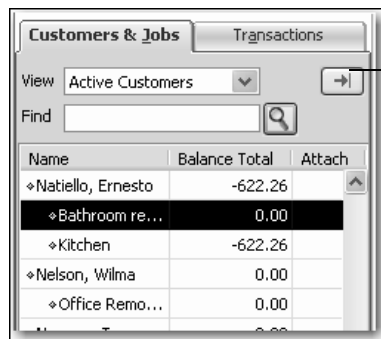 Customers & Jobs Transactions
View Active Customers
Find
Name Balance Total Attach
Natiello, Ernesto -622.26
Bathroom re... 0.00
Kitchen -622.26
Nelson, Wilma 0.00
Office Remo... 0.00